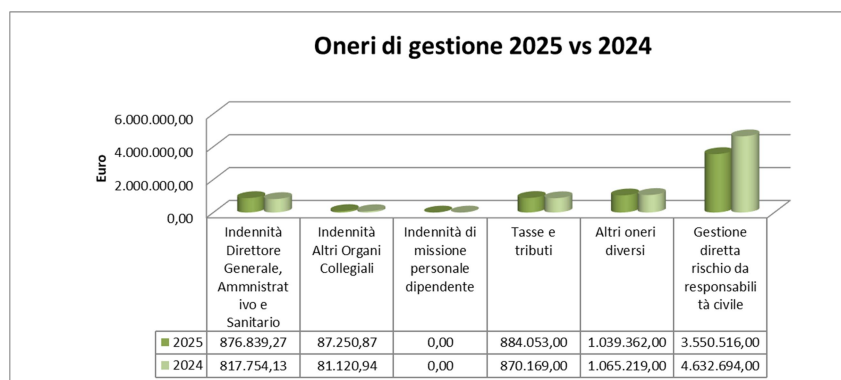 Oneri di gestione 2025 vs 2024
6.000.000,00
4.000.000,00
2.000.000,00
0,00
Euro
Indennità
Direttore
Generale,
Ammnistrat
ivo e
Sanitario
Indennità
Altri Organi
Collegiali
Indennità di
missione
personale
dipendente
Tasse e
tributi
Altri oneri
diversi
Gestione
diretta
rischio da
responsabili
tà civile
2025 876.839,27 87.250,87 0,00 884.053,00 1.039.362,00 3.550.516,00
2024 817.754,13 81.120,94 0,00 870.169,00 1.065.219,00 4.632.694,00